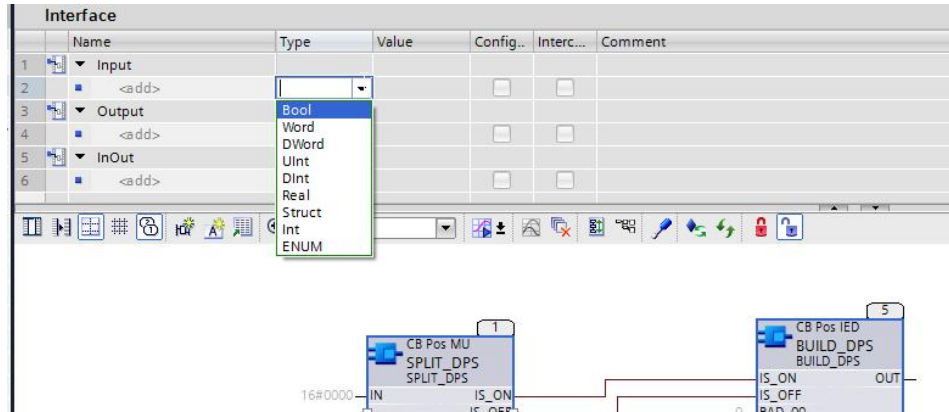 Interface
Name Type Value Config... Interc... Comment
1 Input
2 <add>
3 Output
4 <add>
5 InOut
6 <add>
Bool
Word
DWord
UInt
DInt
Real
Struct
Int
ENUM
1
CB Pos MU
SPLIT_DPS
SPLIT_DPS
16#0000 IN IS_ON
IS_OFF
5
CB Pos IED
BUILD_DPS
BUILD_DPS
IS_ON OUT
IS_OFF
0 BAD_00